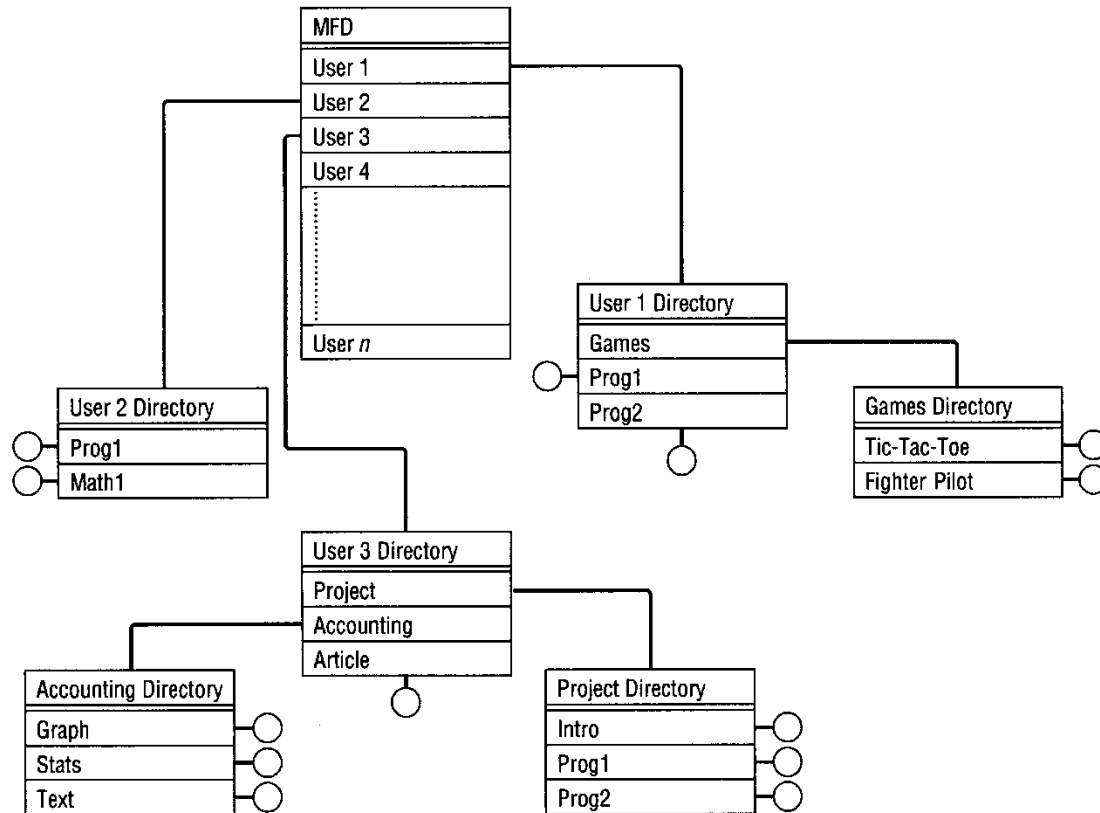 MFD
User 1
User 2
User 3
User 4
User n
User 1 Directory
Games
Prog1
Prog2
User 2 Directory
Prog1
Math1
Games Directory
Tic-Tac-Toe
Fighter Pilot
User 3 Directory
Project
Accounting
Article
Accounting Directory
Graph
Stats
Text
Project Directory
Intro
Prog1
Prog2